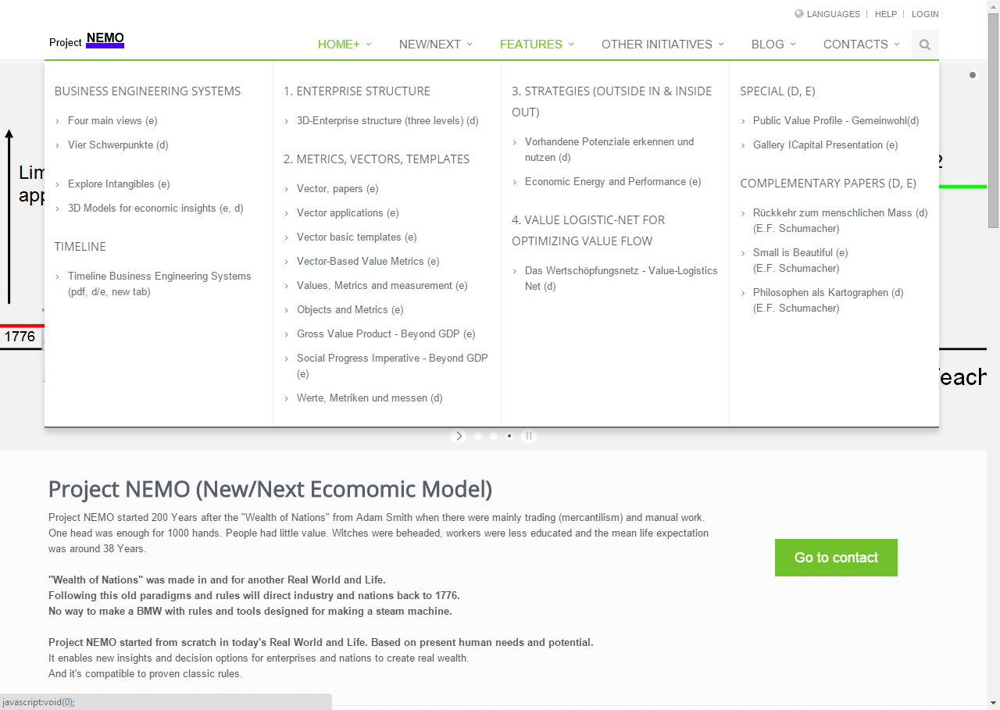 LANGUAGES | HELP | LOGIN
Project NEMO
HOME+ NEW/NEXT FEATURES OTHER INITIATIVES BLOG CONTACTS
BUSINESS ENGINEERING SYSTEMS
Four main views (e)
Vier Schwerpunkte (d)
Explore Intangibles (e)
3D Models for economic insights (e, d)
TIMELINE
Timeline Business Engineering Systems
(pdf, d/e, new tab)
1. ENTERPRISE STRUCTURE
3D-Enterprise structure (three levels) (d)
2. METRICS, VECTORS, TEMPLATES
Vector, papers (e)
Vector applications (e)
Vector basic templates (e)
Vector-Based Value Metrics (e)
Values, Metrics and measurement (e)
Objects and Metrics (e)
Gross Value Product - Beyond GDP (e)
Social Progress Imperative - Beyond GDP
(e)
Werte, Metriken und messen (d)
3. STRATEGIES (OUTSIDE IN & INSIDE
OUT)
Vorhandene Potenziale erkennen und
nutzen (d)
Economic Energy and Performance (e)
4. VALUE LOGISTIC-NET FOR
OPTIMIZING VALUE FLOW
Das Wertschöpfungsnetz - Value-Logistics
Net (d)
SPECIAL (D, E)
Public Value Profile - Gemeinwohl(d)
Gallery ICapital Presentation (e)
COMPLEMENTARY PAPERS (D, E)
Rückkehr zum menschlichen Mass (d)
(E.F. Schumacher)
Small is Beautiful (e)
(E.F. Schumacher)
Philosophen als Kartographen (d)
(E.F. Schumacher)
Lim
app
1776
2
Teach
Project NEMO (New/Next Ecomomic Model)
Project NEMO started 200 Years after the "Wealth of Nations" from Adam Smith when there were mainly trading (mercantilism) and manual work.
One head was enough for 1000 hands. People had little value. Witches were beheaded, workers were less educated and the mean life expectation
was around 38 Years.
"Wealth of Nations" was made in and for another Real World and Life.
Following this old paradigms and rules will direct industry and nations back to 1776.
No way to make a BMW with rules and tools designed for making a steam machine.
Project NEMO started from scratch in today's Real World and Life. Based on present human needs and potential.
It enables new insights and decision options for enterprises and nations to create real wealth.
And it's compatible to proven classic rules.
Go to contact
javascript:void(0);